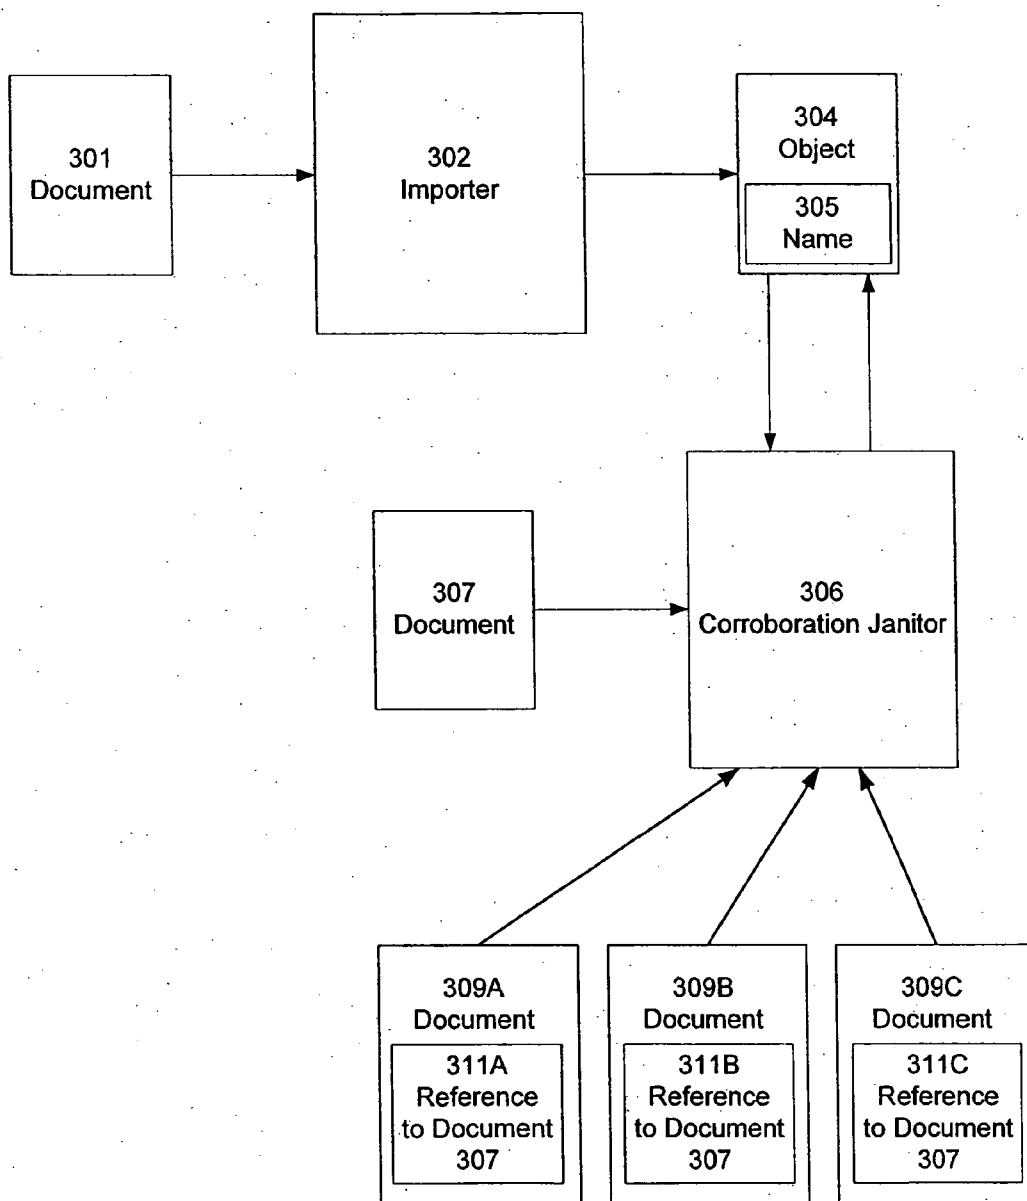 301
Document
302
Importer
304
Object
305
Name
307
Document
306
Corroboration Janitor
309A
Document
311A
Reference
to Document
307
309B
Document
311B
Reference
to Document
307
309C
Document
311C
Reference
to Document
307